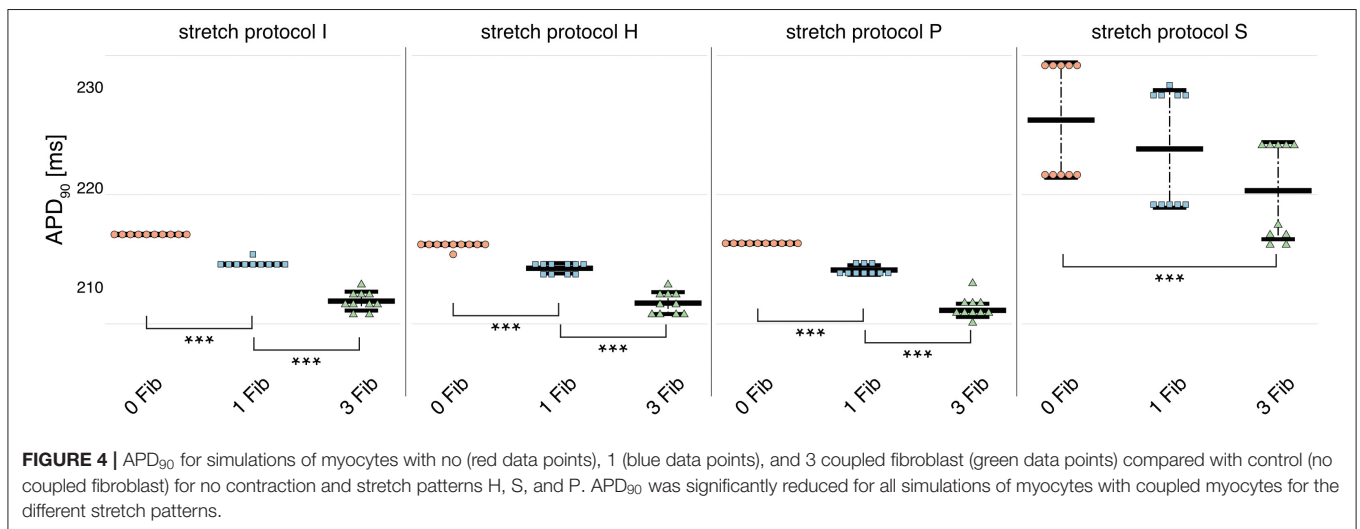 stretch protocol I stretch protocol H stretch protocol P stretch protocol S
230
220
210
APD90 [ms]
*** *** *** *** *** *** ***
0 Fib 1 Fib 3 Fib 0 Fib 1 Fib 3 Fib 0 Fib 1 Fib 3 Fib 0 Fib 1 Fib 3 Fib
FIGURE 4 | APD90 for simulations of myocytes with no (red data points), 1 (blue data points), and 3 coupled fibroblast (green data points) compared with control (no
coupled fibroblast) for no contraction and stretch patterns H, S, and P. APD90 was significantly reduced for all simulations of myocytes with coupled myocytes for the
different stretch patterns.